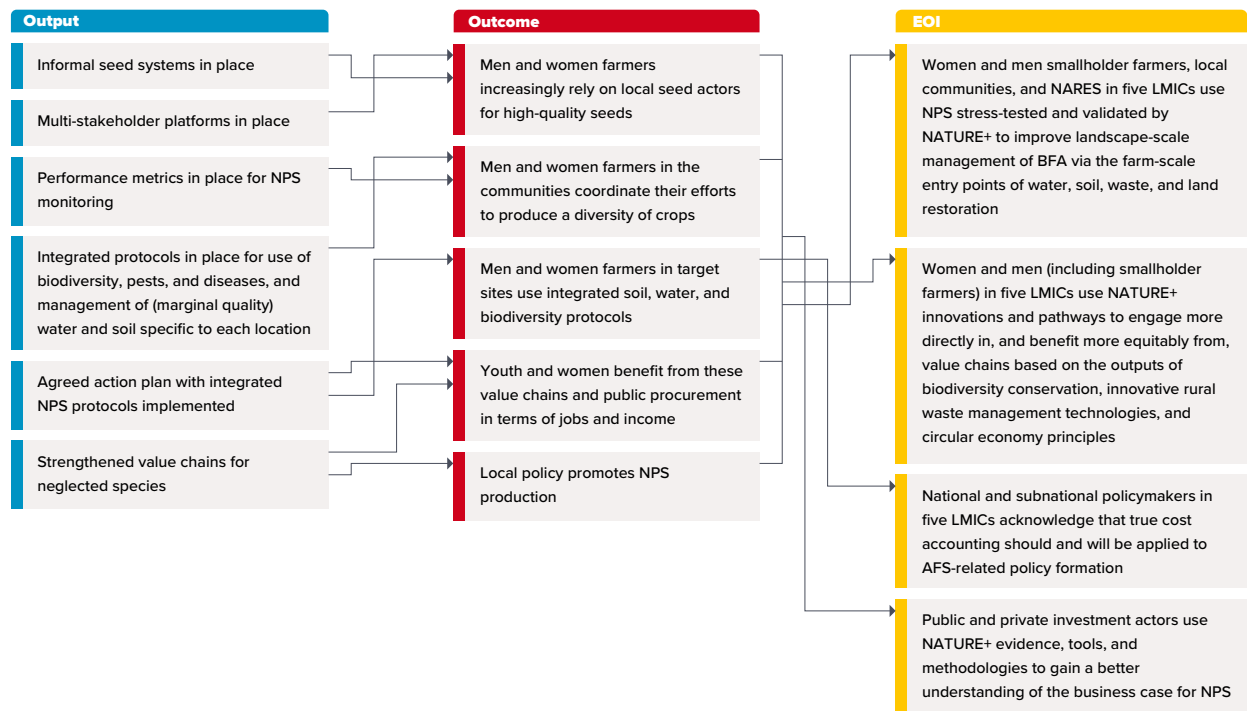 Output
Informal seed systems in place
Multi-stakeholder platforms in place
Performance metrics in place for NPS
monitoring
Integrated protocols in place for use of
biodiversity, pests, and diseases, and
management of (marginal quality)
water and soil specific to each location
Agreed action plan with integrated
NPS protocols implemented
Strengthened value chains for
neglected species
Outcome
Men and women farmers
increasingly rely on local seed actors
for high-quality seeds
Men and women farmers in the
communities coordinate their efforts
to produce a diversity of crops
Men and women farmers in target
sites use integrated soil, water, and
biodiversity protocols
Youth and women benefit from these
value chains and public procurement
in terms of jobs and income
Local policy promotes NPS
production
EOI
Women and men smallholder farmers, local
communities, and NARES in five LMICs use
NPS stress-tested and validated by
NATURE+ to improve landscape-scale
management of BFA via the farm-scale
entry points of water, soil, waste, and land
restoration
Women and men (including smallholder
farmers) in five LMICs use NATURE+
innovations and pathways to engage more
directly in, and benefit more equitably from,
value chains based on the outputs of
biodiversity conservation, innovative rural
waste management technologies, and
circular economy principles
National and subnational policymakers in
five LMICs acknowledge that true cost
accounting should and will be applied to
AFS-related policy formation
Public and private investment actors use
NATURE+ evidence, tools, and
methodologies to gain a better
understanding of the business case for NPS